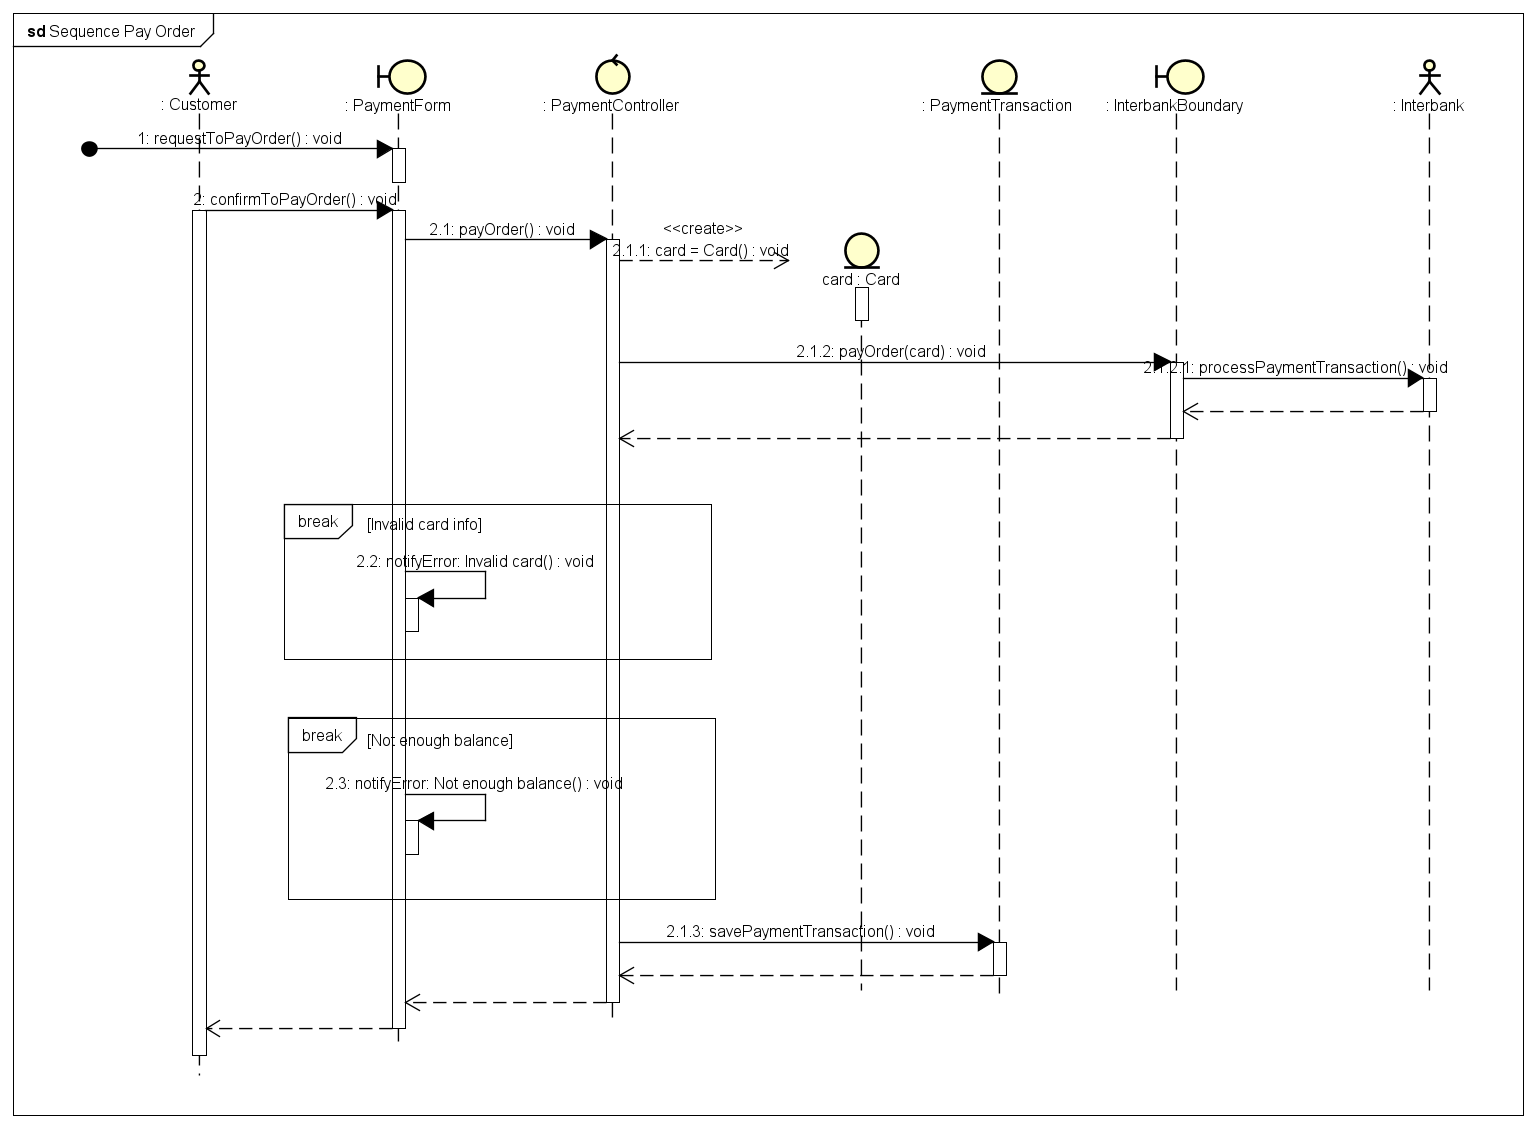 sd Sequence Pay Order
: Customer
: PaymentForm
: PaymentController
: PaymentTransaction
: InterbankBoundary
: Interbank
1: requestToPayOrder() : void
2: confirmToPayOrder() : void
2.1: payOrder() : void
<<create>>
2.1.1: card = Card() : void
card : Card
2.1.2: payOrder(card) : void
2.1.2.1: processPaymentTransaction() : void
break
[Invalid card info]
2.2: notifyError: Invalid card() : void
break
[Not enough balance]
2.3: notifyError: Not enough balance() : void
2.1.3: savePaymentTransaction() : void